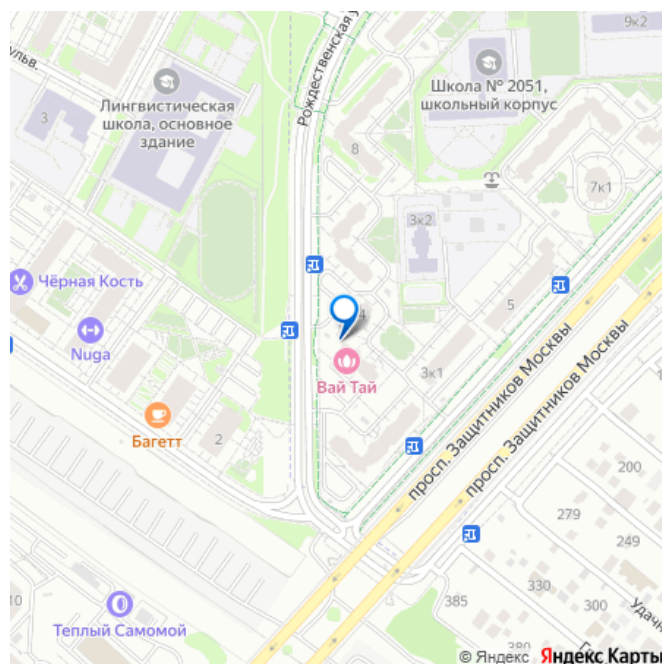 9к2
ульв.
Рождественская у
Школа № 2051,
школьный корпус
Лингвистическая
школа, основное
здание
3
8
7к1
3к2
Чёрная Кость
5
4
Nuga
Вай Тай
3к1
Багетт
2
просп. Защитников Москвы
просп. Защитников Москвы
200
279
249
330
385
300
10
Удачн
Теплый Самомой
380
© Яндекс Яндекс Карты